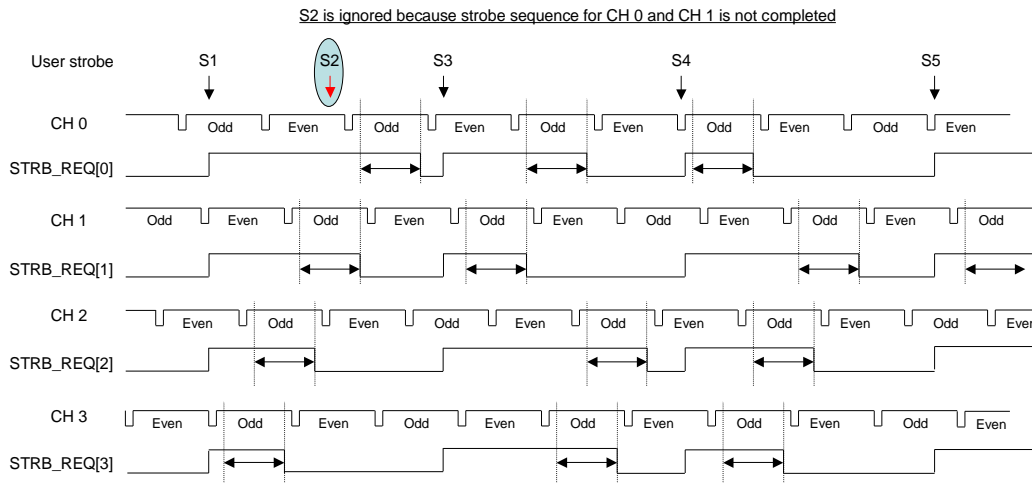 S2 is ignored because strobe sequence for CH 0 and CH 1 is not completed
User strobe S1 S2 S3 S4 S5
CH 0 Odd Even Odd Even Odd Even Odd Even Odd Even
STRB_REQ[0]
CH 1 Odd Even Odd Even Odd Even Odd Even Odd Even Odd
STRB_REQ[1]
CH 2 Even Odd Even Odd Even Odd Even Odd Even Odd Even
STRB_REQ[2]
CH 3 Even Odd Even Odd Even Odd Even Odd Even Odd Even
STRB_REQ[3]